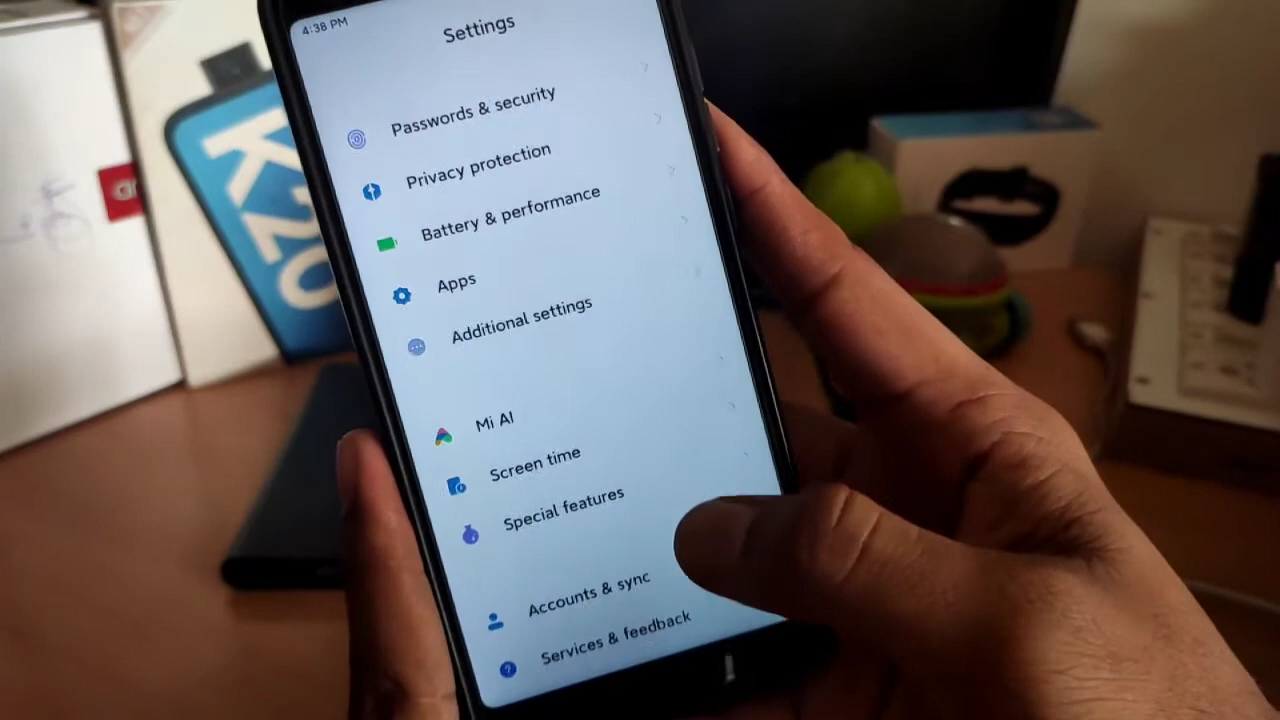 4:38 PM
Settings
Passwords & security
Privacy protection
Battery & performance
Apps
Additional settings
Mi AI
Screen time
Special features
Accounts & sync
Services & feedback
K20